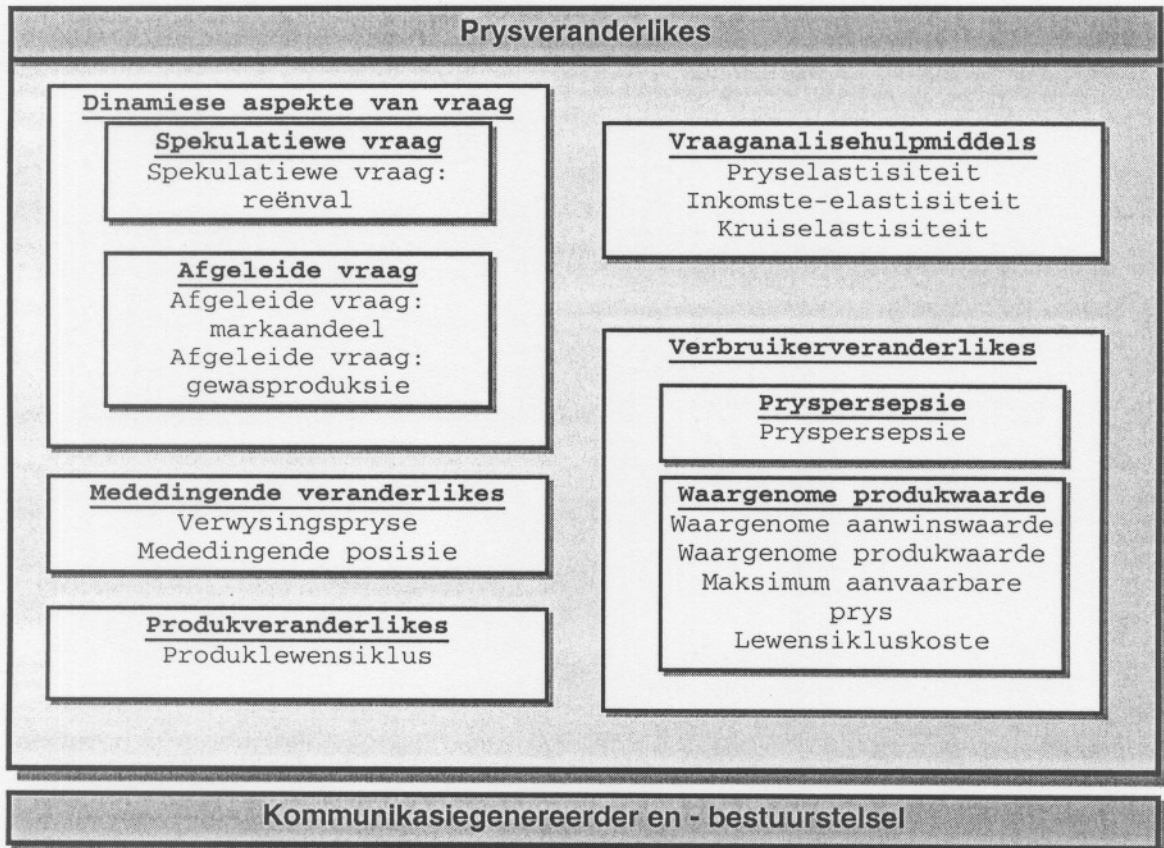 Prysveranderlikes
Dinamiese aspekte van vraag
Spekulatiewe vraag
Spekulatiewe vraag:
reënval
Afgeleide vraag
Afgeleide vraag:
markaandeel
Afgeleide vraag:
gewasproduksie
Mededingende veranderlikes
Verwysingspryse
Mededingende posisie
Produkveranderlikes
Produklewensiklus
Vraaganalisehulpmiddels
Pryselastisiteit
Inkomste-elastisiteit
Kruiselastisiteit
Verbruikerveranderlikes
Pryspersepsie
Pryspersepsie
Waargenome produkwaarde
Waargenome aanwinswaarde
Waargenome produkwaarde
Maksimum aanvaarbare
prys
Lewensikluskoste
Kommunikasiegenereerder en - bestuurstelsel